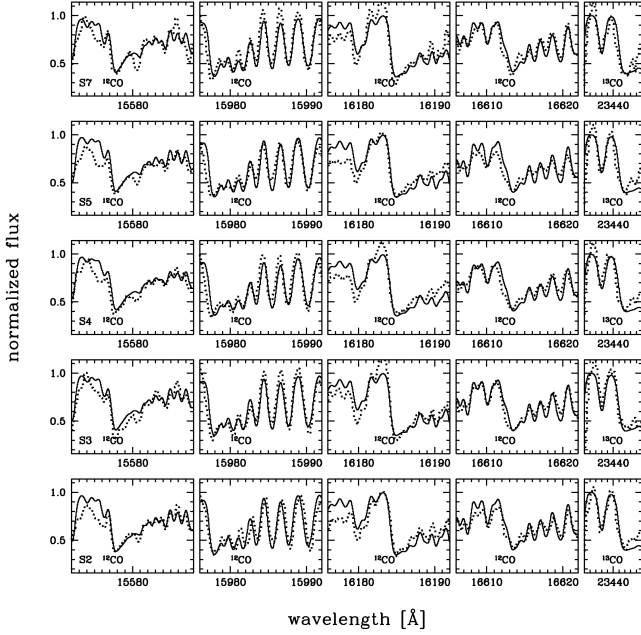 1.0
0.5
S7 ¹²CO ¹²CO ¹²CO ¹²CO ¹³CO
15580 15980 15990 16180 16190 16610 16620 23440
1.0
0.5
S5 ¹²CO ¹²CO ¹²CO ¹²CO ¹³CO
15580 15980 15990 16180 16190 16610 16620 23440
normalized flux
1.0
0.5
S4 ¹²CO ¹²CO ¹²CO ¹²CO ¹³CO
15580 15980 15990 16180 16190 16610 16620 23440
1.0
0.5
S3 ¹²CO ¹²CO ¹²CO ¹²CO ¹³CO
15580 15980 15990 16180 16190 16610 16620 23440
1.0
0.5
S2 ¹²CO ¹²CO ¹²CO ¹²CO ¹³CO
15580 15980 15990 16180 16190 16610 16620 23440
wavelength [Å]